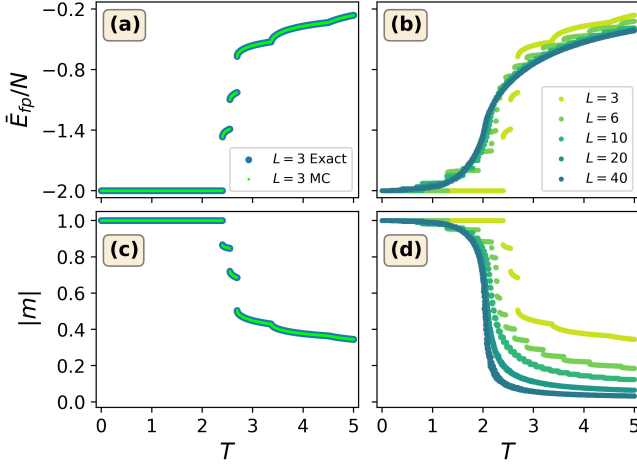 −0.2
−0.8
−1.4
−2.0
Ē_fp/N
(a)
L = 3 Exact
L = 3 MC
(b)
L = 3
L = 6
L = 10
L = 20
L = 40
1.0
0.8
0.6
0.4
0.2
0.0
|m|
(c)
0 1 2 3 4 5
T
(d)
0 1 2 3 4 5
T